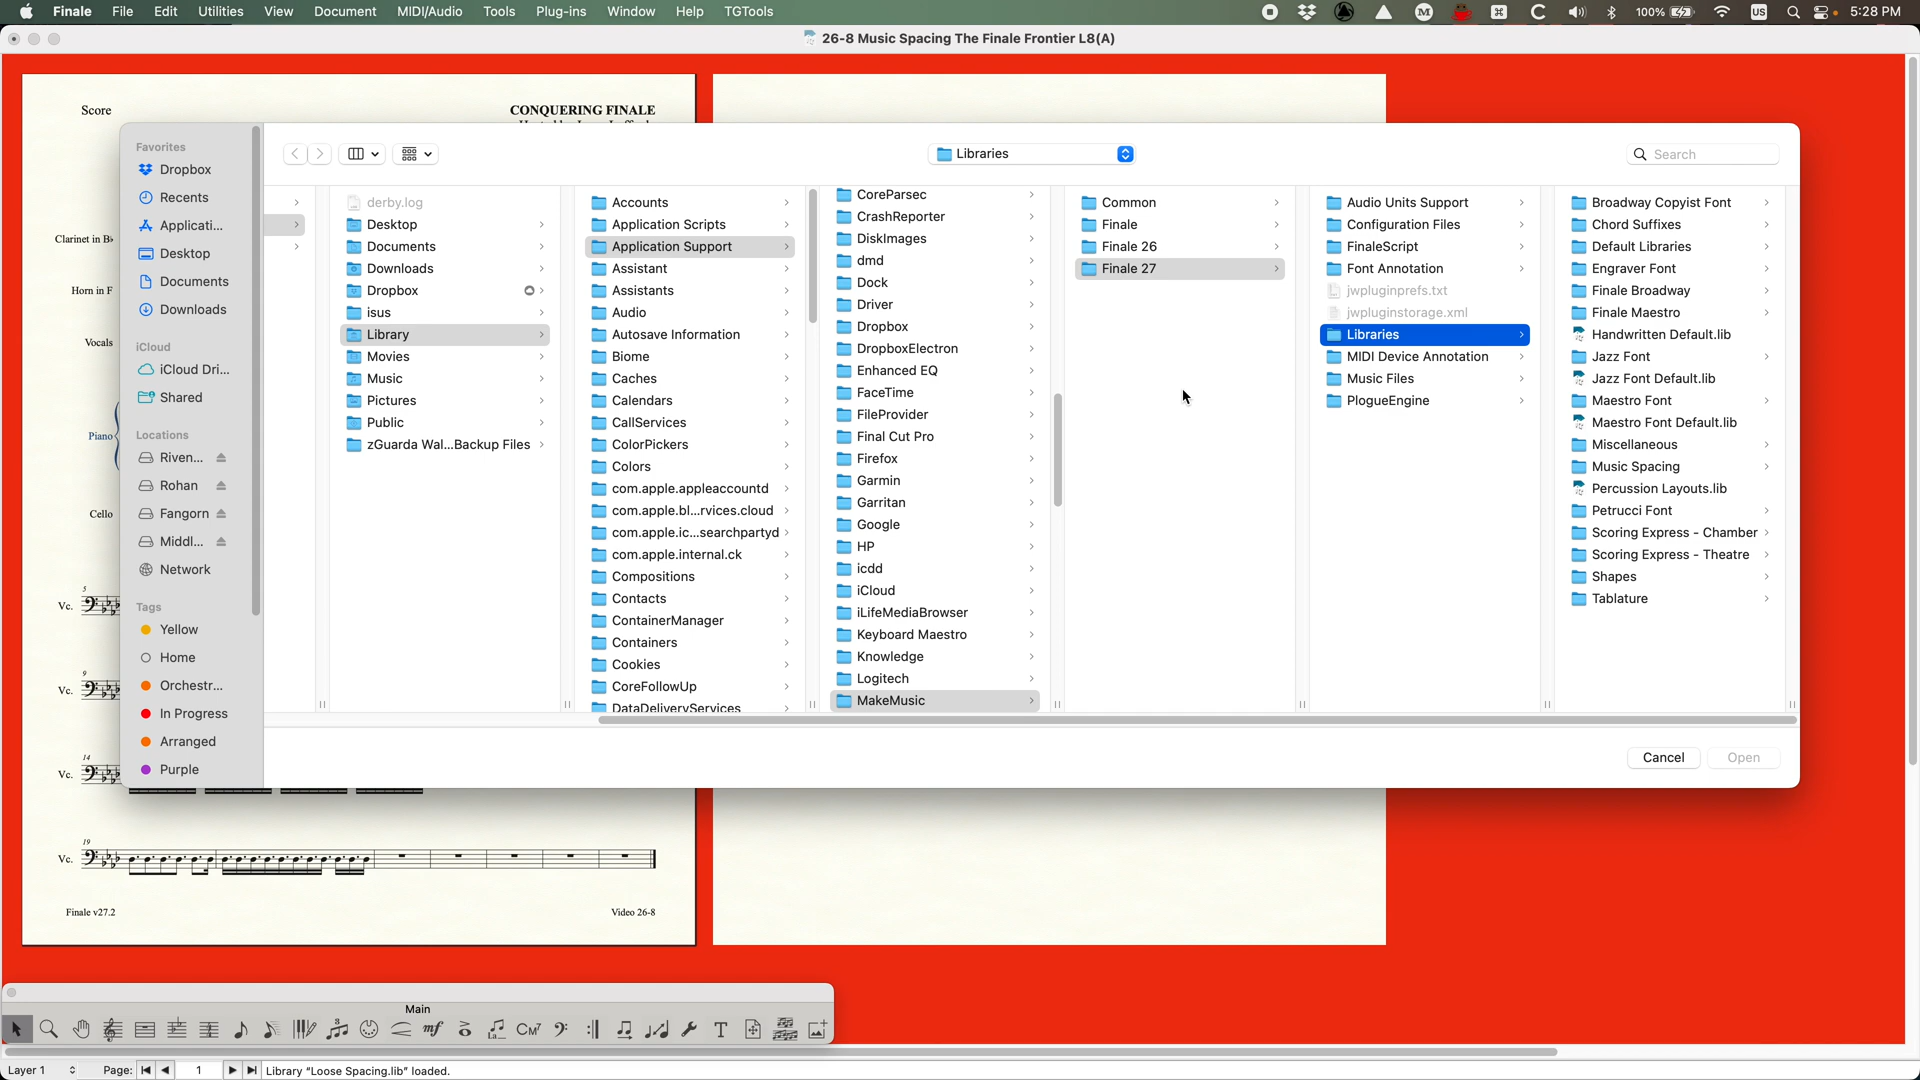 Finale File Edit Utilities View Document MIDI/Audio Tools Plug-ins Window Help TGTools 100% US 5:28 PM
26-8 Music Spacing The Finale Frontier L8(A)
Score
CONQUERING FINALE
Clarinet in B♭
Horn in F
Vocals
Piano
Cello
5
Vc.
9
Vc.
14
Vc.
19
Vc.
Finale v27.2
Video 26-8
Favorites
Dropbox
Recents
Applicati...
Desktop
Documents
Downloads
iCloud
iCloud Dri...
Shared
Locations
Riven...
Rohan
Fangorn
Middl...
Network
Tags
Yellow
Home
Orchestr...
In Progress
Arranged
Purple
Libraries
Search
derby.log
Desktop
Documents
Downloads
Dropbox
isus
Library
Movies
Music
Pictures
Public
zGuarda Wal...Backup Files
Accounts
Application Scripts
Application Support
Assistant
Assistants
Audio
Autosave Information
Biome
Caches
Calendars
CallServices
ColorPickers
Colors
com.apple.appleaccountd
com.apple.bl...rvices.cloud
com.apple.ic...searchpartyd
com.apple.internal.ck
Compositions
Contacts
ContainerManager
Containers
Cookies
CoreFollowUp
DataDeliveryServices
CoreParsec
CrashReporter
DiskImages
dmd
Dock
Driver
Dropbox
DropboxElectron
Enhanced EQ
FaceTime
FileProvider
Final Cut Pro
Firefox
Garmin
Garritan
Google
HP
icdd
iCloud
iLifeMediaBrowser
Keyboard Maestro
Knowledge
Logitech
MakeMusic
Common
Finale
Finale 26
Finale 27
Audio Units Support
Configuration Files
FinaleScript
Font Annotation
jwpluginprefs.txt
jwpluginstorage.xml
Libraries
MIDI Device Annotation
Music Files
PlogueEngine
Broadway Copyist Font
Chord Suffixes
Default Libraries
Engraver Font
Finale Broadway
Finale Maestro
Handwritten Default.lib
Jazz Font
Jazz Font Default.lib
Maestro Font
Maestro Font Default.lib
Miscellaneous
Music Spacing
Percussion Layouts.lib
Petrucci Font
Scoring Express - Chamber
Scoring Express - Theatre
Shapes
Tablature
Cancel Open
Main
CM7
Layer 1 Page: 1 Library "Loose Spacing.lib" loaded.